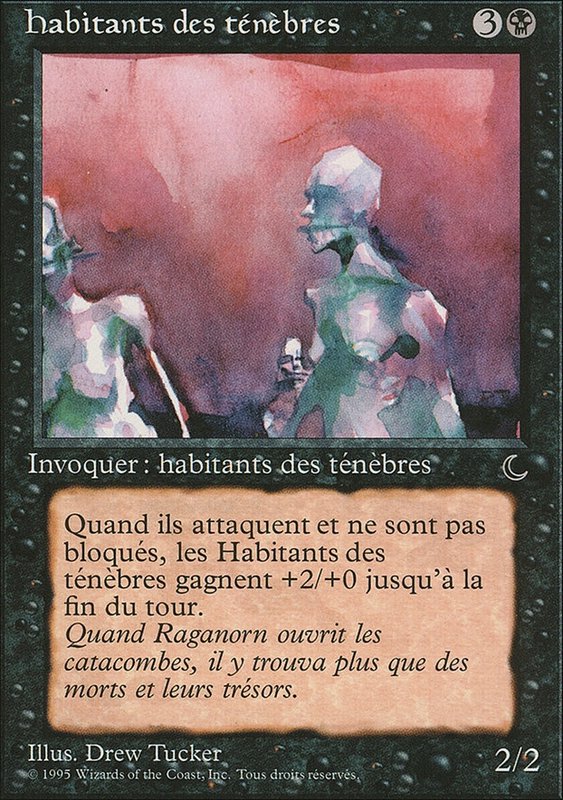 habitants des ténèbres
3
Invoquer : habitants des ténèbres
Quand ils attaquent et ne sont pas
bloqués, les Habitants des
ténèbres gagnent +2/+0 jusqu'à la
fin du tour.
Quand Raganorn ouvrit les
catacombes, il y trouva plus que des
morts et leurs trésors.
Illus. Drew Tucker
2/2
© 1995 Wizards of the Coast, Inc. Tous droits réservés.